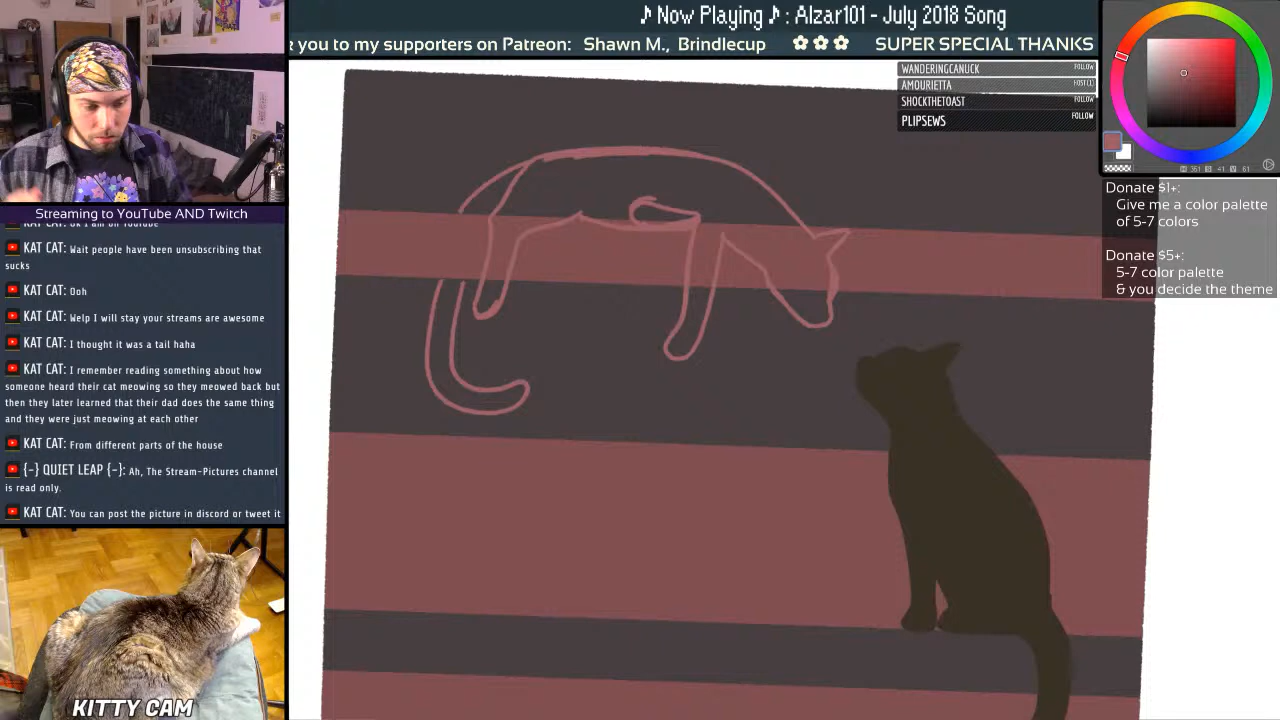 ♪ Now Playing ♪ : Alzar101 - July 2018 Song
you to my supporters on Patreon: Shawn M., Brindlecup ✿ ✿ ✿ SUPER SPECIAL THANKS
WANDERINGCANUCK FOLLOW
AMOURIETTA
SHOCKTHETOAST FOLLOW
PLIPSEWS FOLLOW
Donate $1+:
Give me a color palette
of 5-7 colors
Donate $5+:
5-7 color palette
& you decide the theme
Streaming to YouTube AND Twitch
KAT CAT: Wait people have been unsubscribing that
sucks
KAT CAT: Ooh
KAT CAT: Welp I will stay your streams are awesome
KAT CAT: I thought it was a tail haha
KAT CAT: I remember reading something about how
someone heard their cat meowing so they meowed back but
then they later learned that their dad does the same thing
and they were just meowing at each other
KAT CAT: From different parts of the house
{-} QUIET LEAP {-}: Ah, The Stream-Pictures channel
is read only.
KAT CAT: You can post the picture in discord or tweet it
KITTY CAM